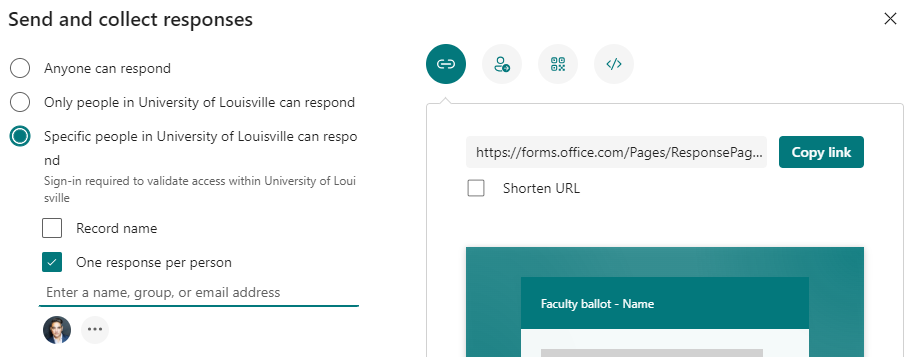 Send and collect responses
Anyone can respond
Only people in University of Louisville can respond
Specific people in University of Louisville can respo
nd
Sign-in required to validate access within University of Loui
sville
Record name
One response per person
Enter a name, group, or email address
https://forms.office.com/Pages/ResponsePag...
Copy link
Shorten URL
Faculty ballot - Name